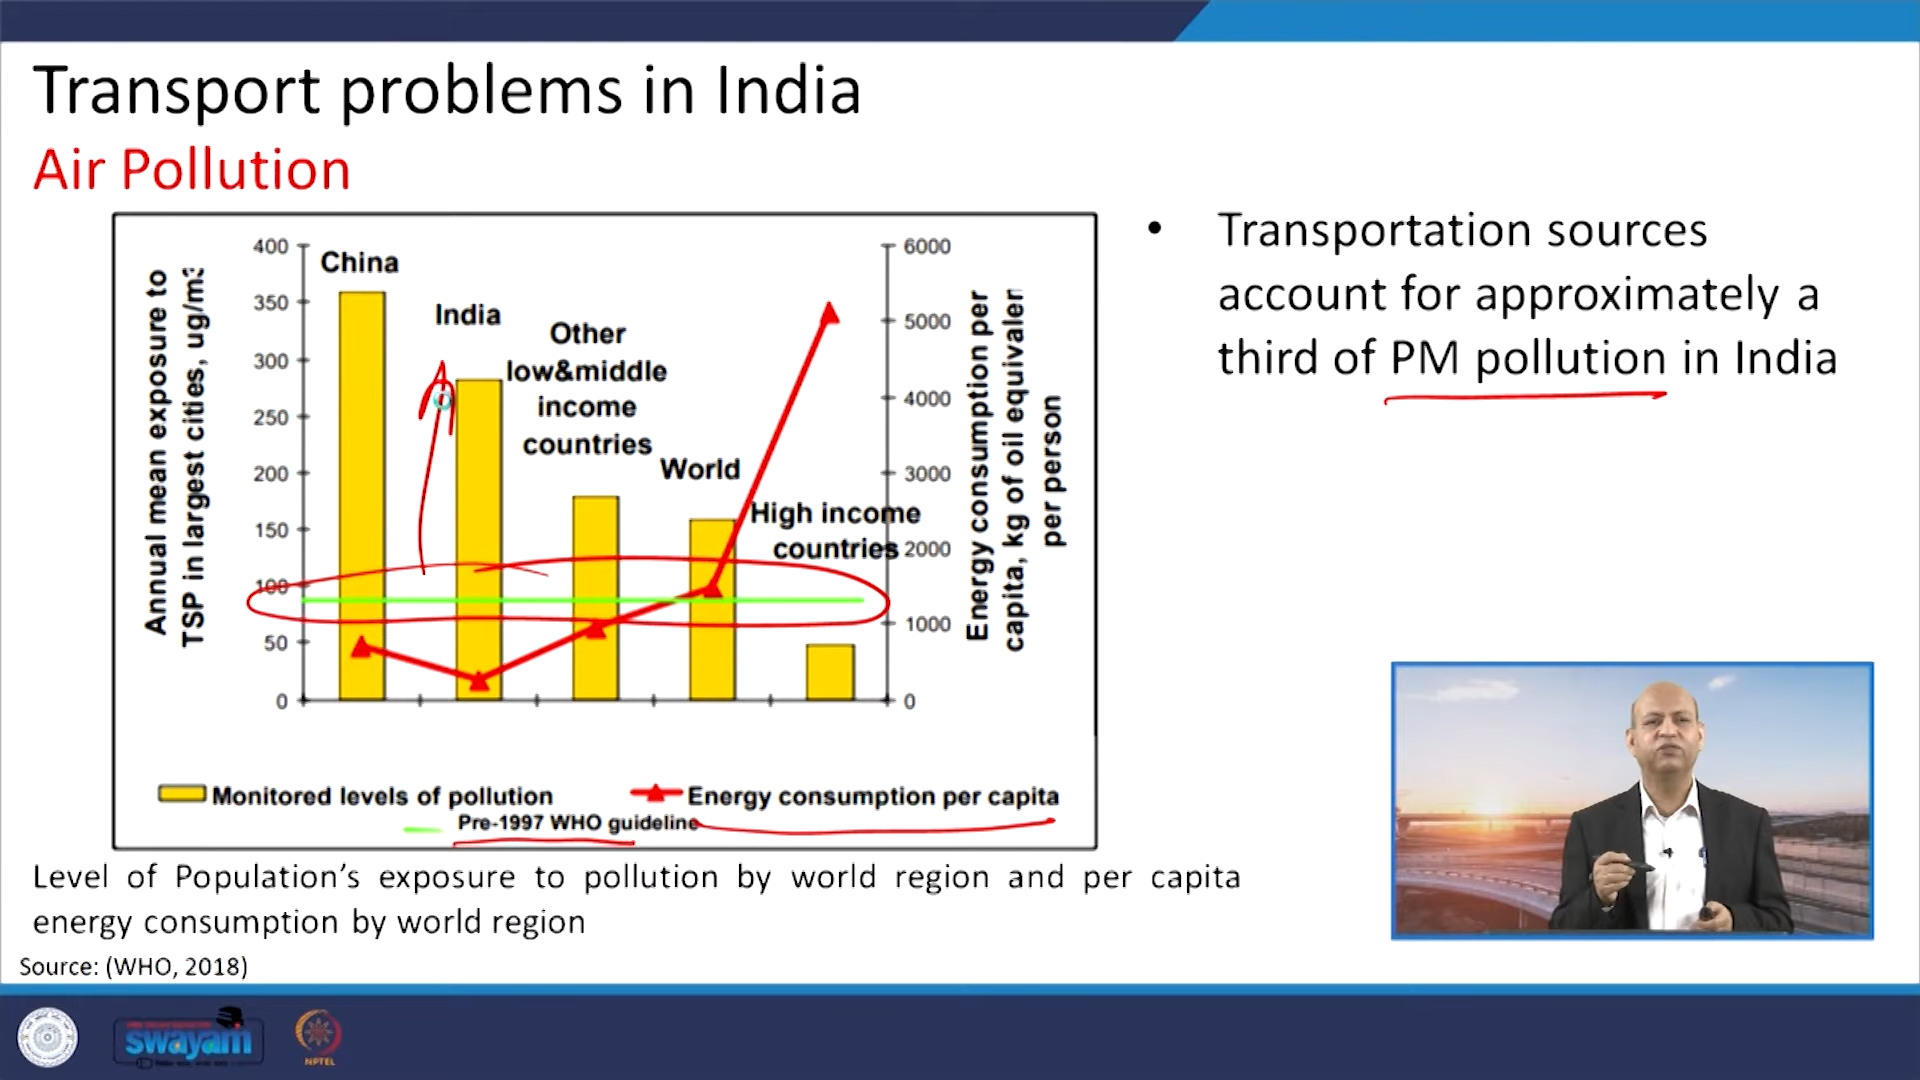 Transport problems in India
Air Pollution
Annual mean exposure to
TSP in largest cities, ug/m3
400
350
300
250
200
150
100
50
0
China
India
Other
low&middle
income
countries
World
High income
countries
6000
5000
4000
3000
2000
1000
0
Energy consumption per
capita, kg of oil equivaler
per person
Monitored levels of pollution
Energy consumption per capita
Pre-1997 WHO guideline
• Transportation sources
account for approximately a
third of PM pollution in India
Level of Population's exposure to pollution by world region and per capita
energy consumption by world region
Source: (WHO, 2018)
swayam
NPTEL